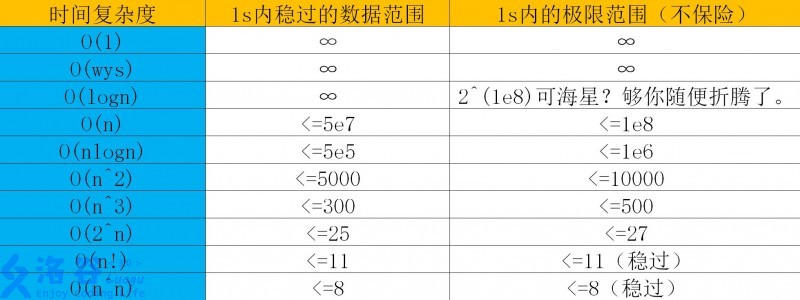 时间复杂度 1s内稳过的数据范围 1s内的极限范围（不保险）
O(1) ∞ ∞
O(wys) ∞ ∞
O(logn) ∞ 2^(1e8)可海星？够你随便折腾了。
O(n) <=5e7 <=1e8
O(nlogn) <=5e5 <=1e6
O(n^2) <=5000 <=10000
O(n^3) <=300 <=500
O(2^n) <=25 <=27
O(n!) <=11 <=11（稳过）
O(n^n) <=8 <=8（稳过）
洛谷